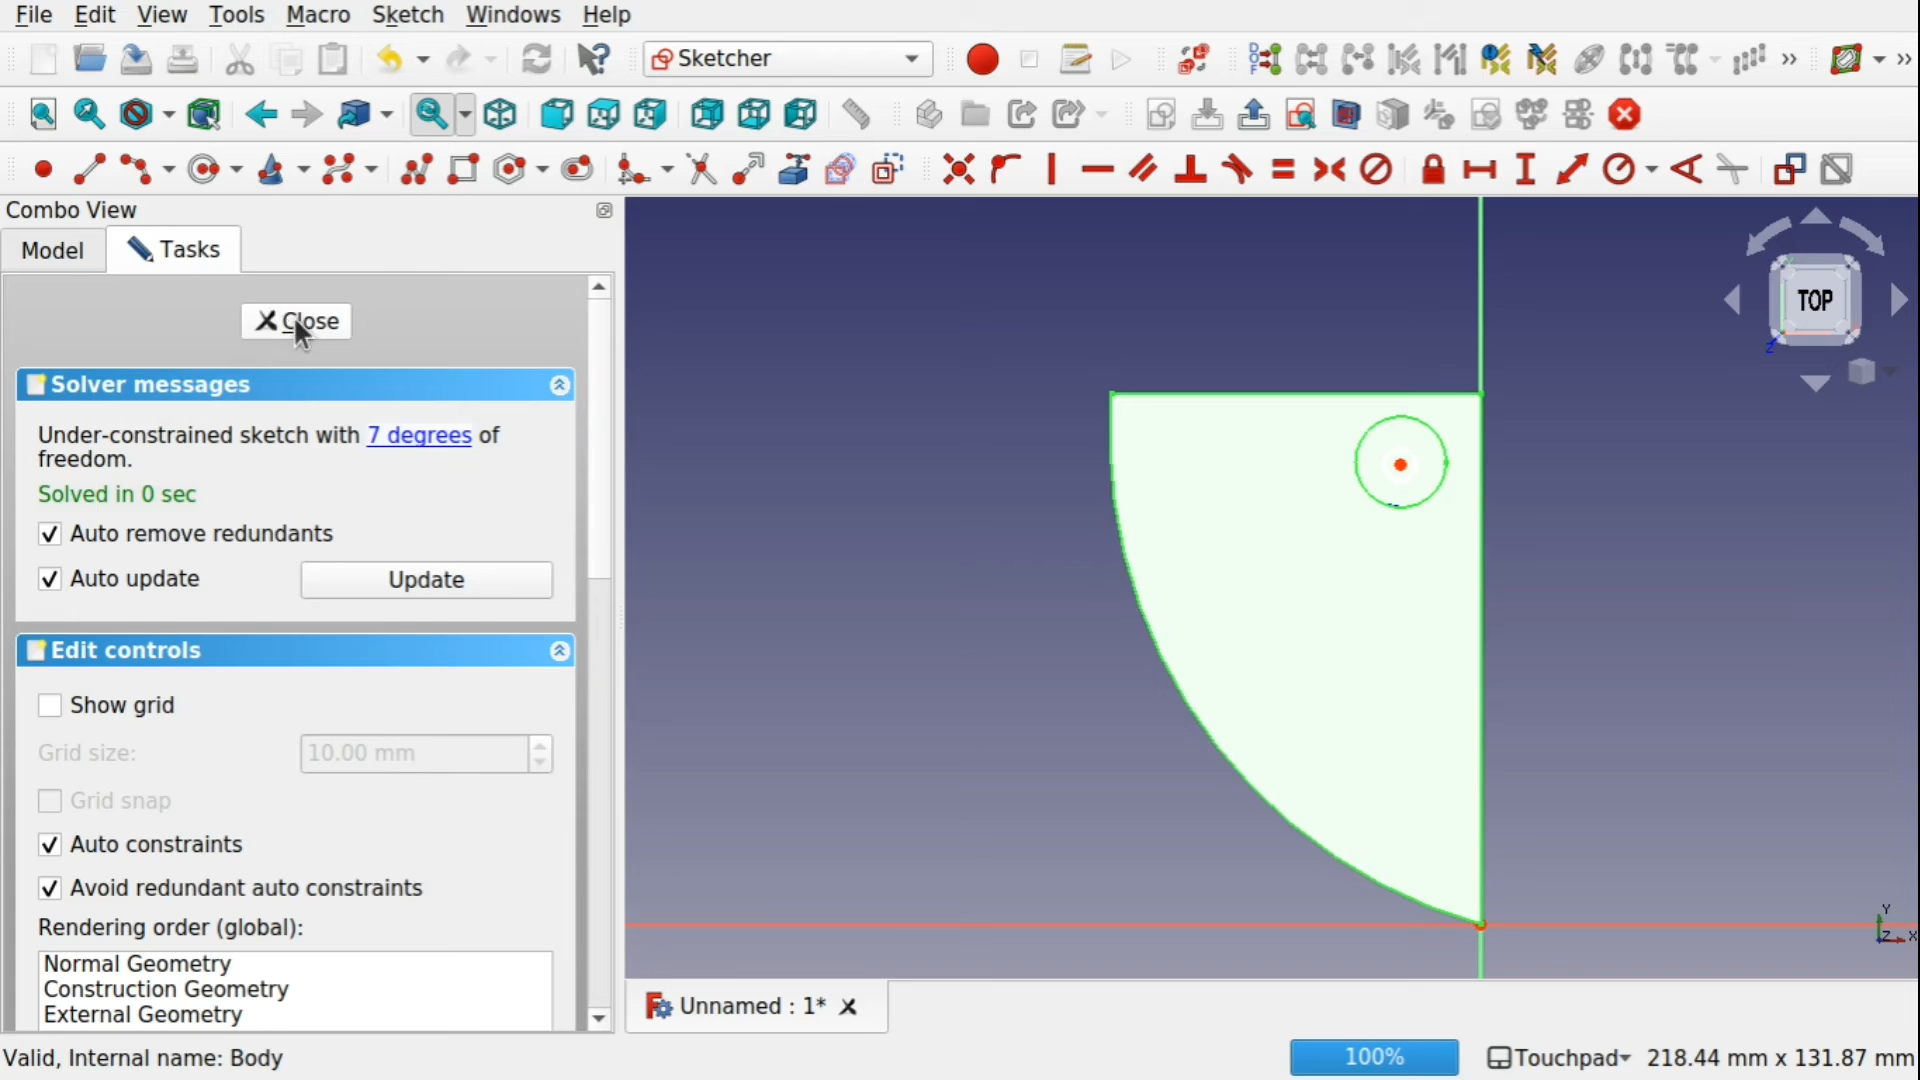 File Edit View Tools Macro Sketch Windows Help
Sketcher
Combo View
Model Tasks
Close
TOP
Z
Solver messages
Under-constrained sketch with 7 degrees of
freedom.
Solved in 0 sec
Auto remove redundants
Auto update Update
Edit controls
Show grid
Grid size: 10.00 mm
Grid snap
Auto constraints
Avoid redundant auto constraints
Rendering order (global):
Normal Geometry
Construction Geometry
External Geometry
Y
Z X
Unnamed : 1*
Valid, Internal name: Body 100% Touchpad 218.44 mm x 131.87 mm